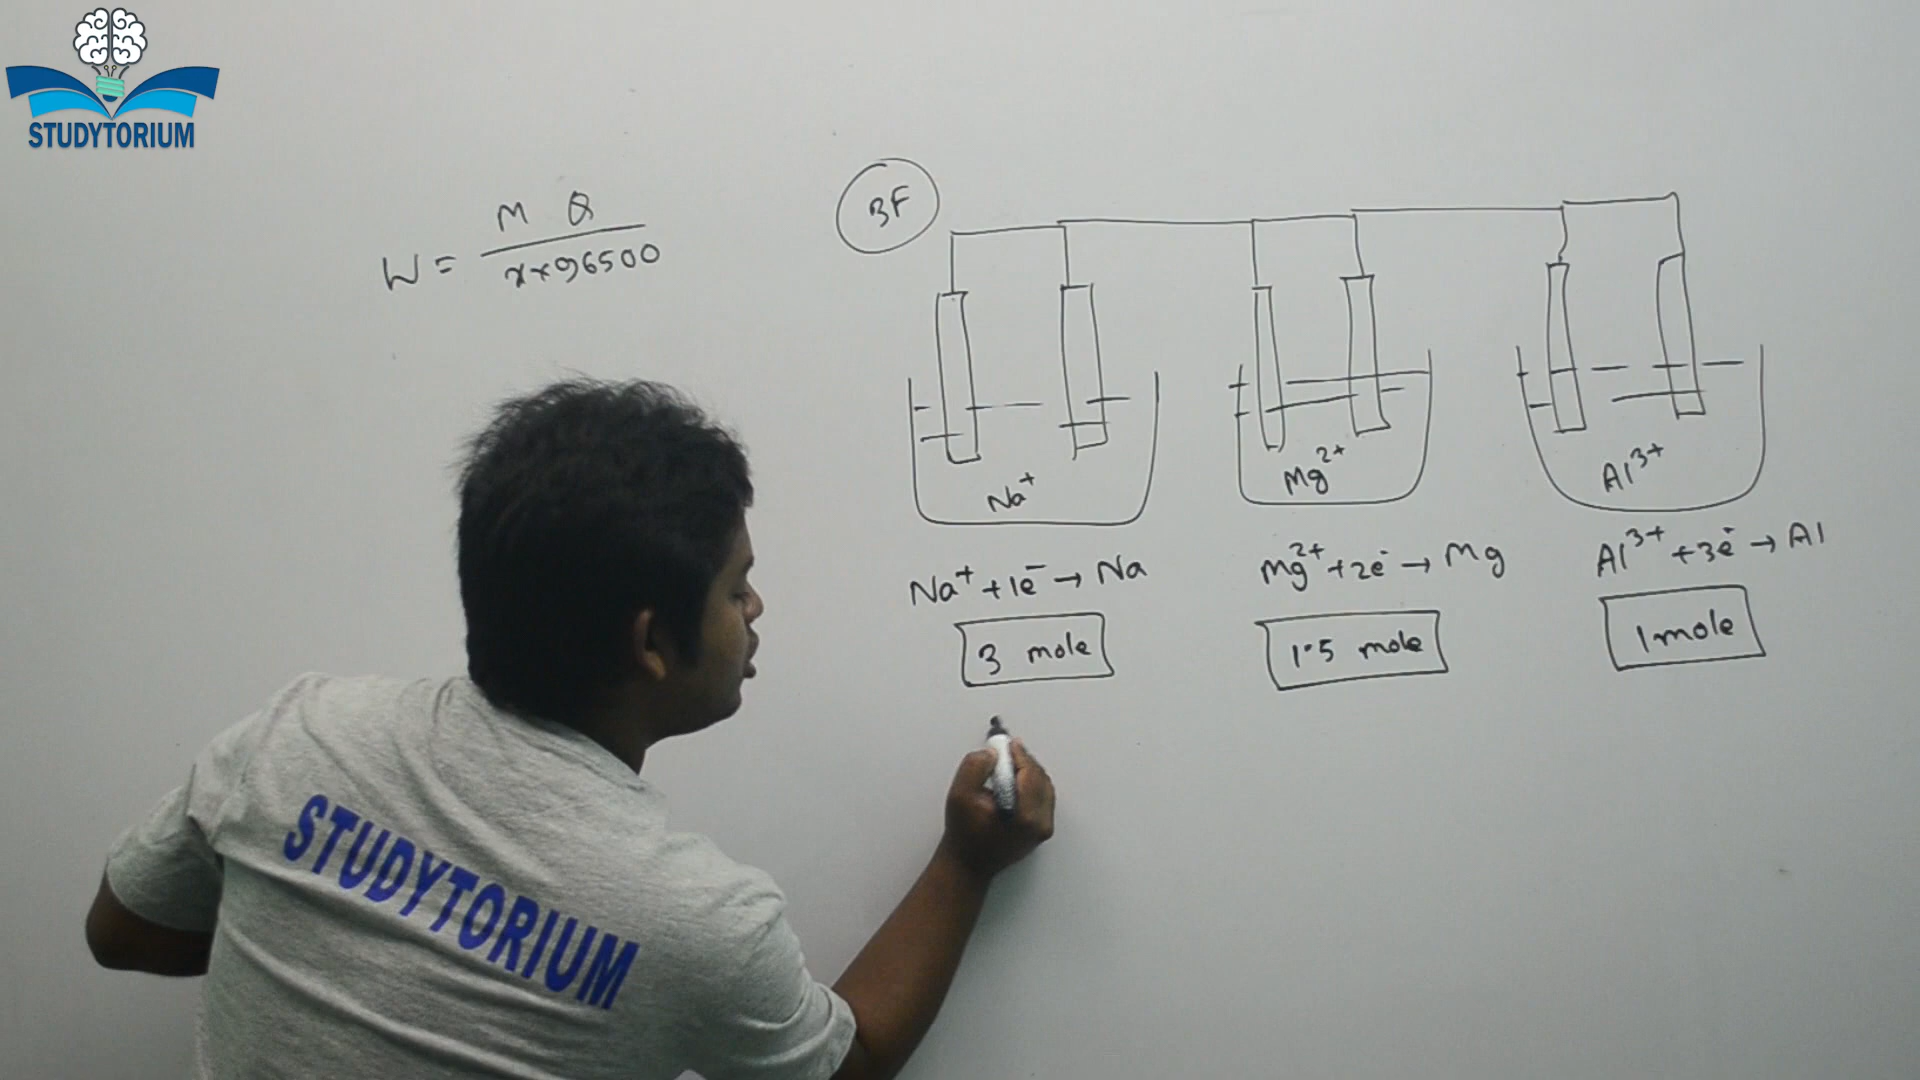 STUDYTORIUM
M Q
W =
x×96500
3F
Na⁺
Mg²⁺
Al³⁺
Na⁺ + 1e⁻ → Na
Mg²⁺ + 2e⁻ → Mg
Al³⁺ + 3e⁻ → Al
3 mole
1.5 mole
1 mole
STUDYTORIUM